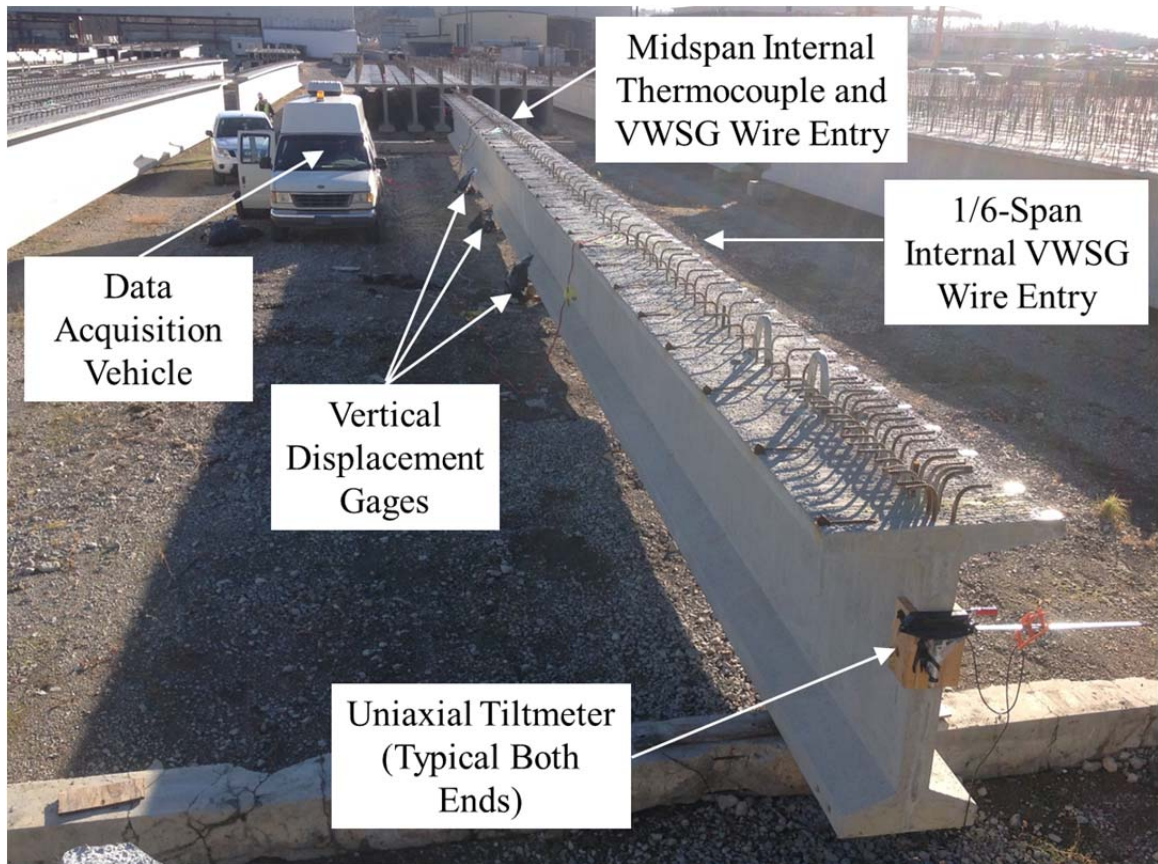 Midspan Internal
Thermocouple and
VWSG Wire Entry
1/6-Span
Internal VWSG
Wire Entry
Data
Acquisition
Vehicle
Vertical
Displacement
Gages
Uniaxial Tiltmeter
(Typical Both
Ends)